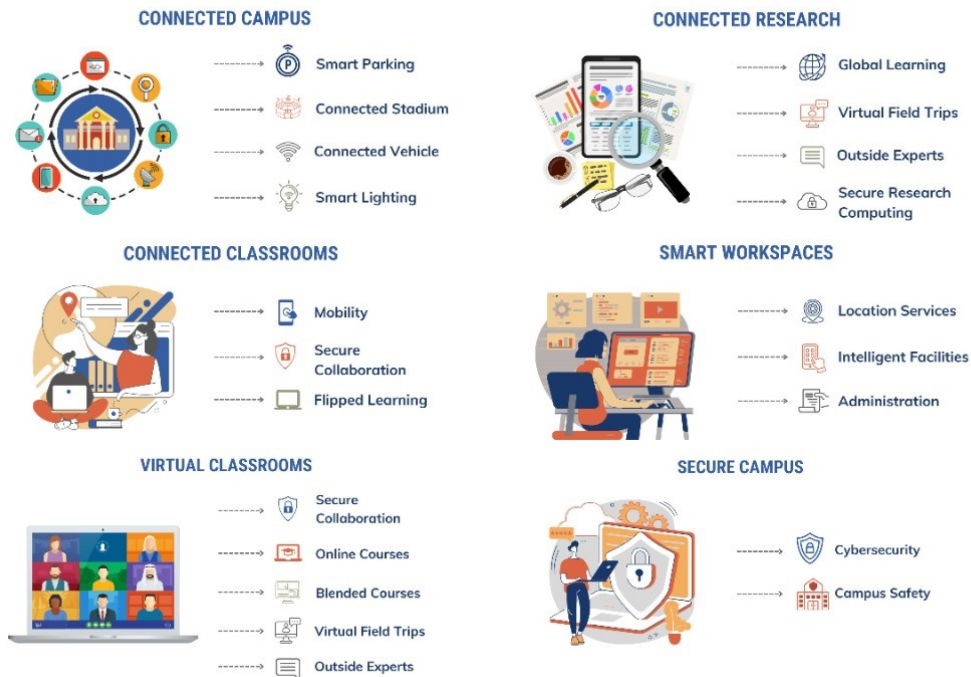 CONNECTED CAMPUS
Smart Parking
Connected Stadium
Connected Vehicle
Smart Lighting
CONNECTED RESEARCH
Global Learning
Virtual Field Trips
Outside Experts
Secure Research
Computing
CONNECTED CLASSROOMS
Mobility
Secure
Collaboration
Flipped Learning
SMART WORKSPACES
Location Services
Intelligent Facilities
Administration
VIRTUAL CLASSROOMS
Secure
Collaboration
Online Courses
Blended Courses
Virtual Field Trips
Outside Experts
SECURE CAMPUS
Cybersecurity
Campus Safety